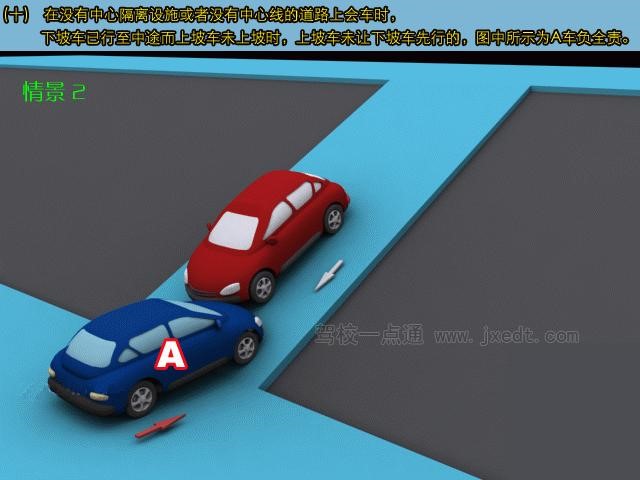 (十) 在没有中心隔离设施或者没有中心线的道路上会车时，
下坡车已行至中途而上坡车未上坡时，上坡车未让下坡车先行的，图中所示为A车负全责。
情景 2
驾校一点通 www.jxedt.com
A